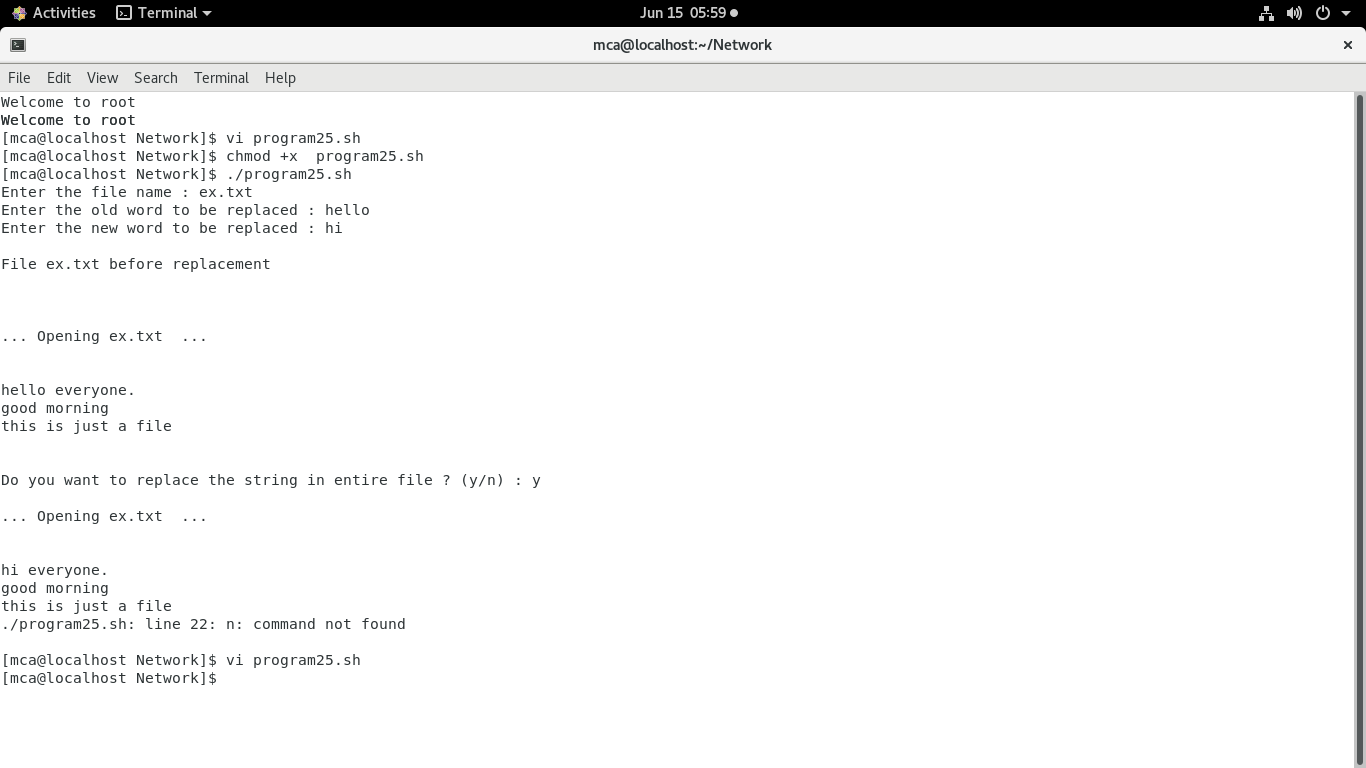 Activities Terminal Jun 15 05:59
mca@localhost:~/Network
File Edit View Search Terminal Help
Welcome to root
Welcome to root
[mca@localhost Network]$ vi program25.sh
[mca@localhost Network]$ chmod +x  program25.sh
[mca@localhost Network]$ ./program25.sh
Enter the file name : ex.txt
Enter the old word to be replaced : hello
Enter the new word to be replaced : hi
File ex.txt before replacement
... Opening ex.txt  ...
hello everyone.
good morning
this is just a file
Do you want to replace the string in entire file ? (y/n) : y
... Opening ex.txt  ...
hi everyone.
good morning
this is just a file
./program25.sh: line 22: n: command not found
[mca@localhost Network]$ vi program25.sh
[mca@localhost Network]$